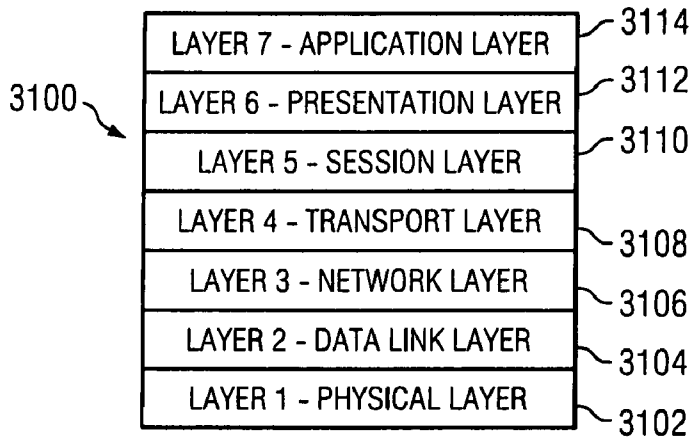 LAYER 7 - APPLICATION LAYER 3114
3100 LAYER 6 - PRESENTATION LAYER 3112
LAYER 5 - SESSION LAYER 3110
LAYER 4 - TRANSPORT LAYER 3108
LAYER 3 - NETWORK LAYER 3106
LAYER 2 - DATA LINK LAYER 3104
LAYER 1 - PHYSICAL LAYER 3102